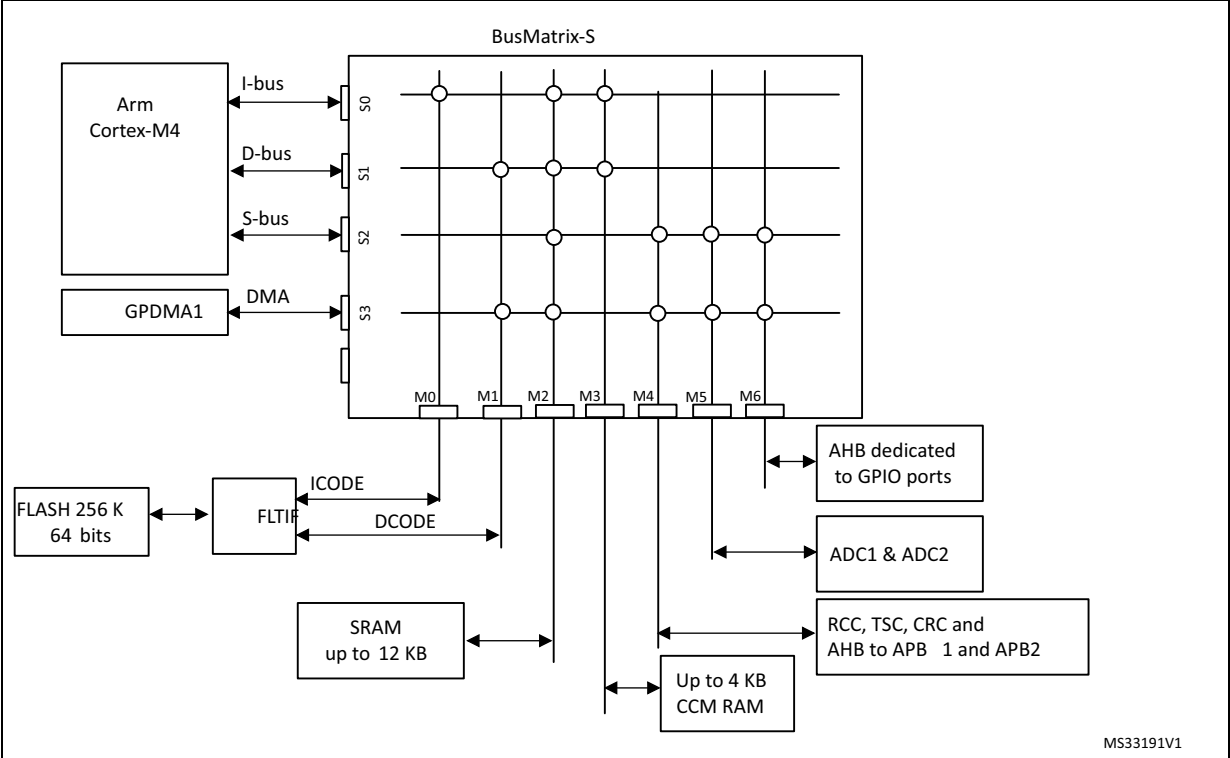 BusMatrix-S
Arm
Cortex-M4
I-bus
S0
D-bus
S1
S-bus
S2
GPDMA1
DMA
S3
M0
M1
M2
M3
M4
M5
M6
AHB dedicated
to GPIO ports
FLASH 256 K
64 bits
FLTIF
ICODE
DCODE
ADC1 & ADC2
SRAM
up to 12 KB
RCC, TSC, CRC and
AHB to APB 1 and APB2
Up to 4 KB
CCM RAM
MS33191V1